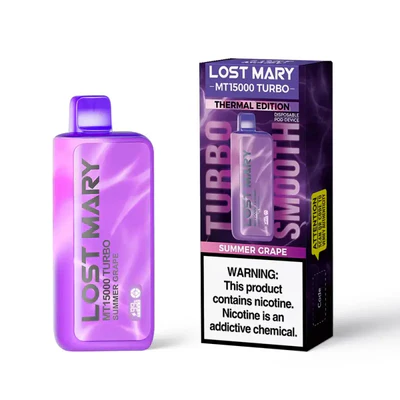 LOST MARY
MT15000 TURBO
SUMMER GRAPE
LOST MARY
MT15000 TURBO
THERMAL EDITION
DISPOSABLE
POD DEVICE
TURBO
SMOOTH
SUMMER GRAPE
WARNING:
This product
contains nicotine.
Nicotine is an
addictive chemical.
ATTENTION
Code